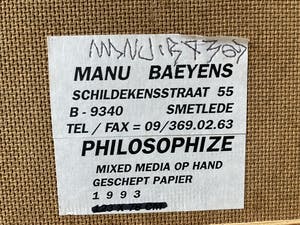 MANU BAEYENS
SCHILDEKENSSTRAAT 55
B - 9340 SMETLEDE
TEL / FAX = 09/369.02.63
PHILOSOPHIZE
MIXED MEDIA OP HAND
GESCHEPT PAPIER
1 9 9 3